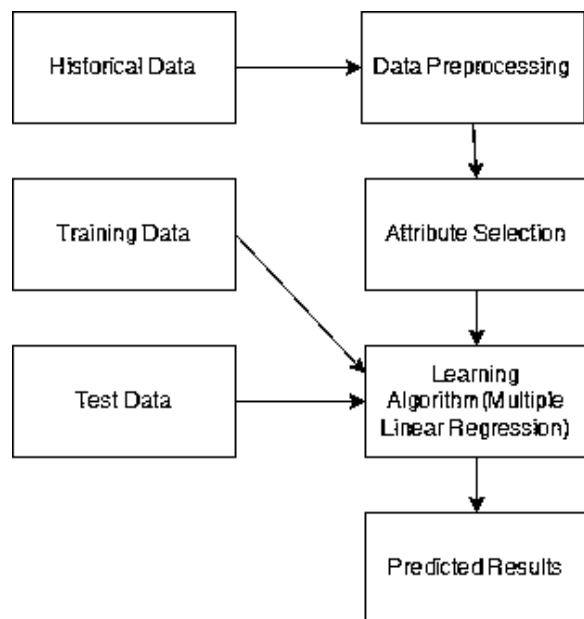 Historical Data
Data Preprocessing
Training Data
Attribute Selection
Test Data
Learning
Algorithm(Multiple
Linear Regression)
Predicted Results